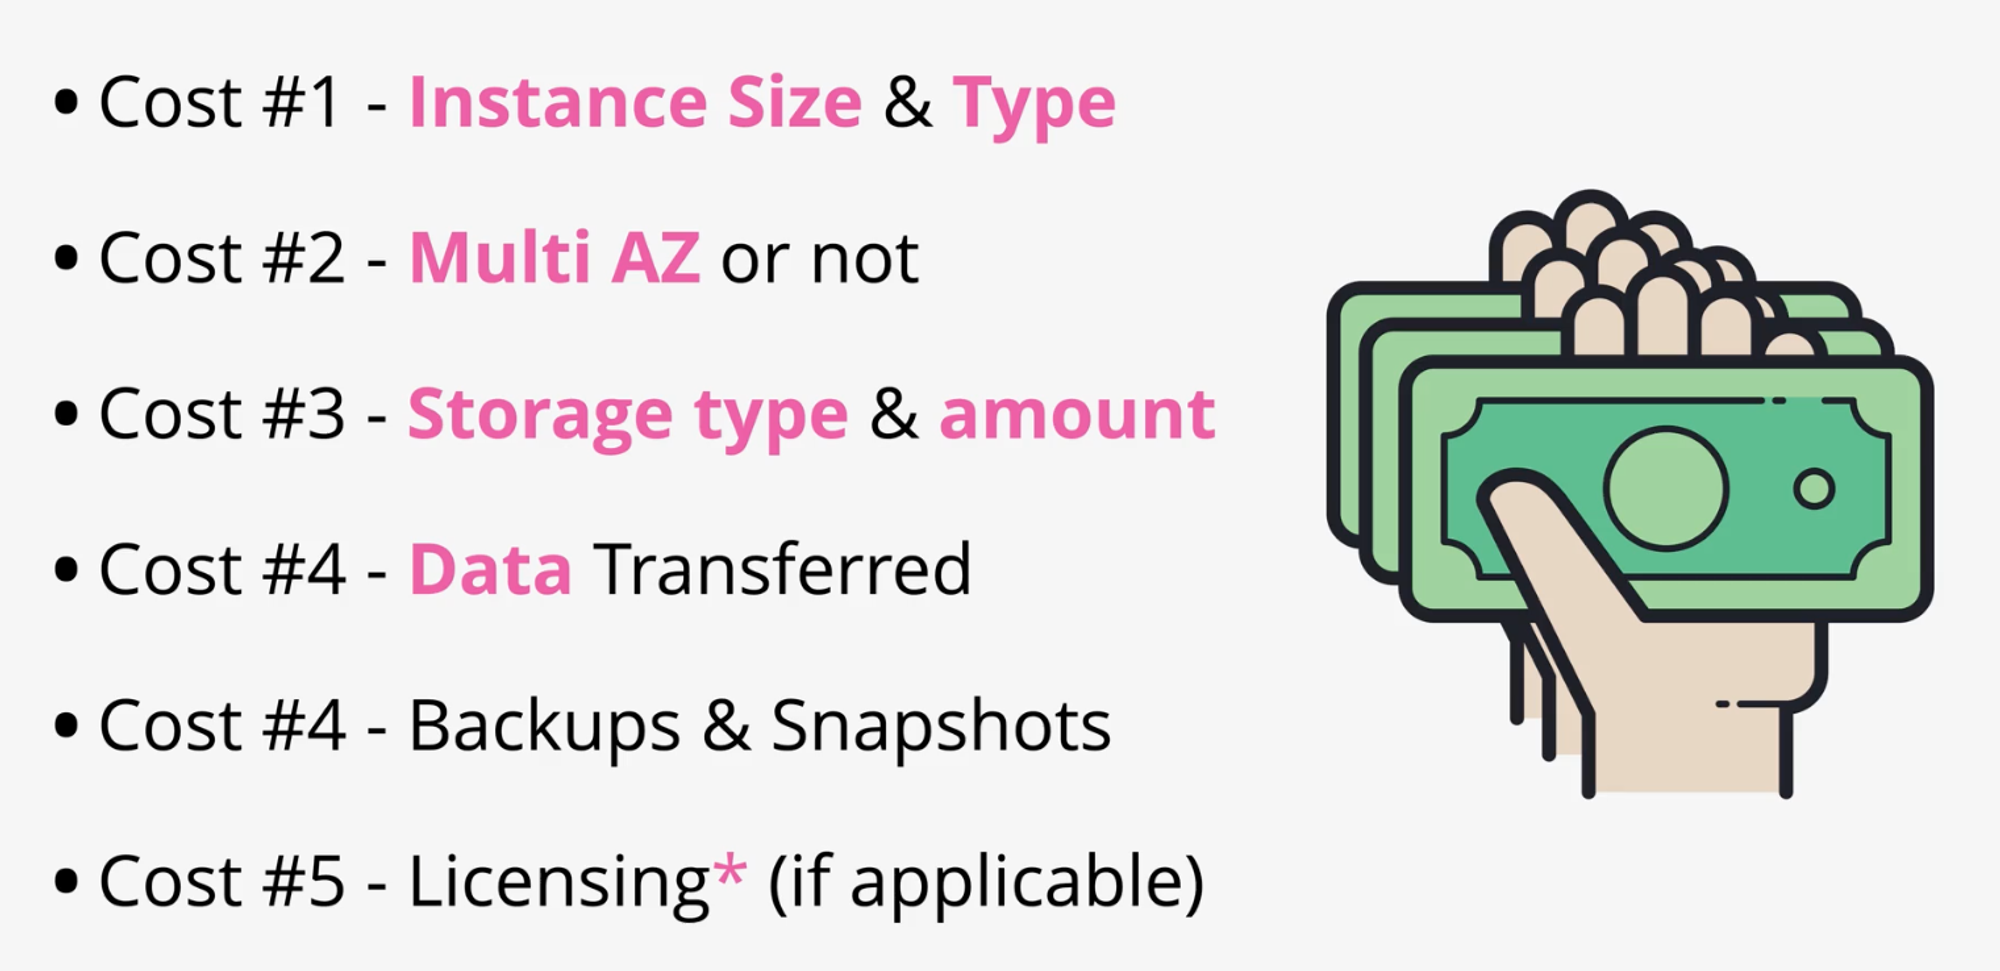 • Cost #1 - Instance Size & Type
• Cost #2 - Multi AZ or not
• Cost #3 - Storage type & amount
• Cost #4 - Data Transferred
• Cost #4 - Backups & Snapshots
• Cost #5 - Licensing* (if applicable)